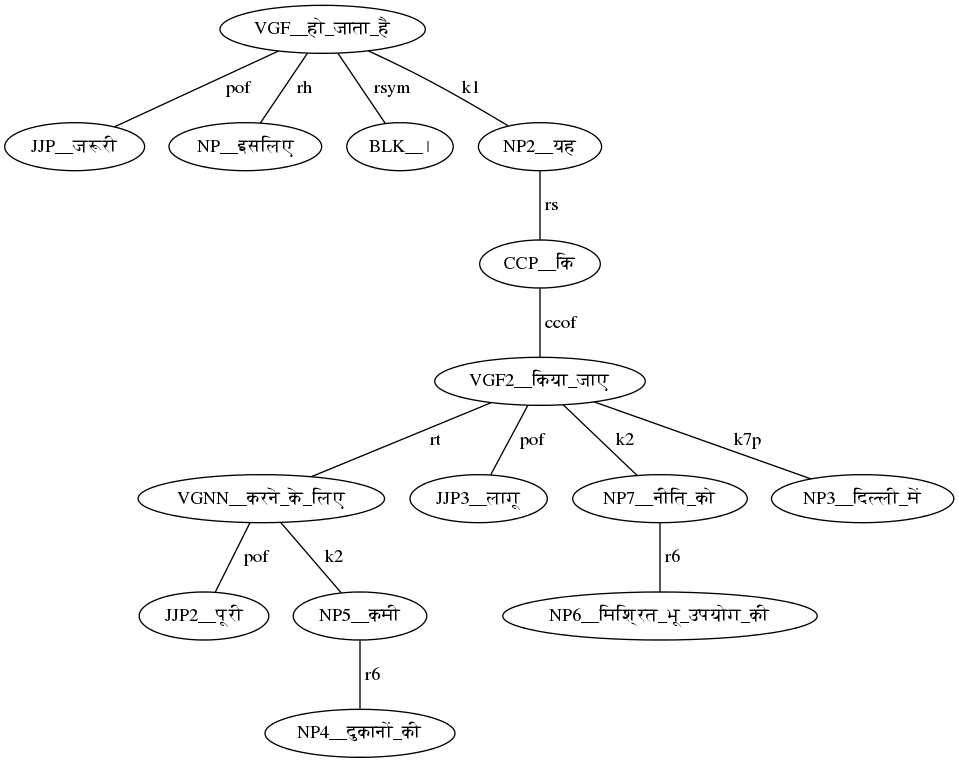 VGF__हो_जाता_है
pof rh rsym k1
JJP__जरूरी NP__इसलिए BLK__। NP2__यह
rs
CCP__कि
ccof
VGF2__किया_जाए
rt pof k2 k7p
VGNN__करने_के_लिए JJP3__लागू NP7__नीति_को NP3__दिल्ली_में
pof k2 r6
JJP2__पूरी NP5__कमी NP6__मिश्रित_भू_उपयोग_की
r6
NP4__दुकानों_की